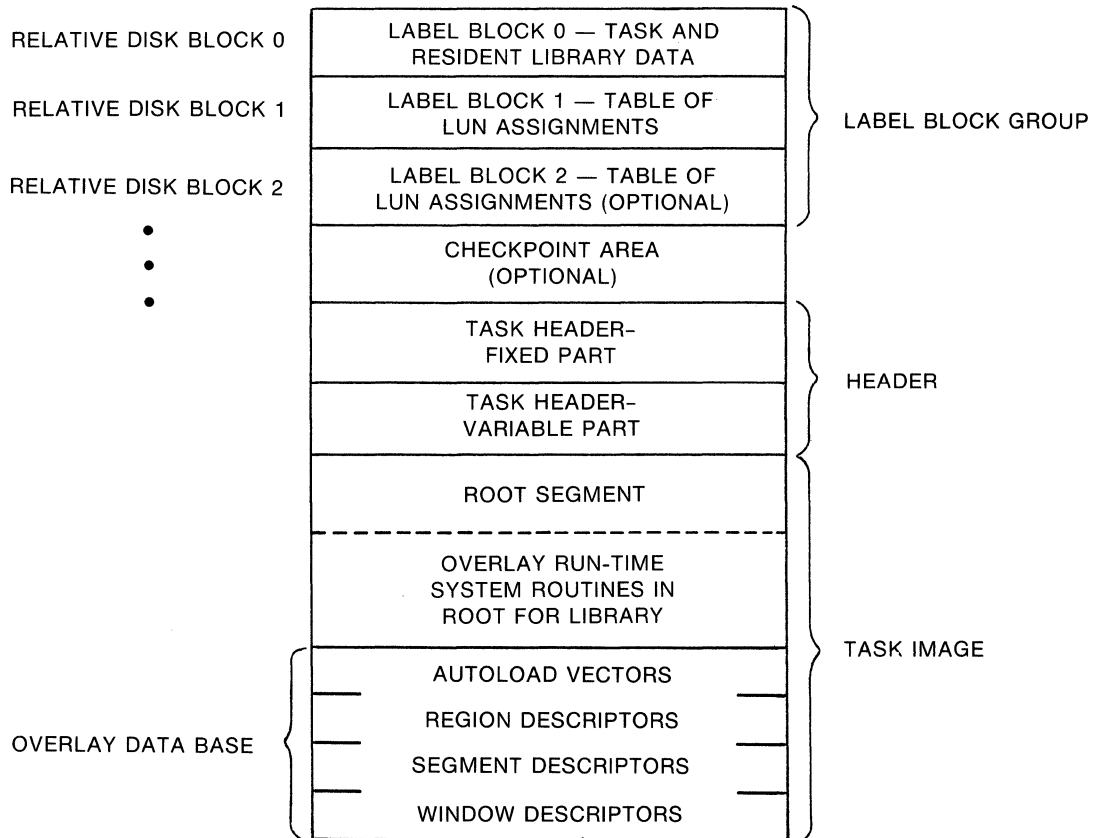 RELATIVE DISK BLOCK 0
LABEL BLOCK 0 — TASK AND
RESIDENT LIBRARY DATA
RELATIVE DISK BLOCK 1
LABEL BLOCK 1 — TABLE OF
LUN ASSIGNMENTS
LABEL BLOCK GROUP
RELATIVE DISK BLOCK 2
LABEL BLOCK 2 — TABLE OF
LUN ASSIGNMENTS (OPTIONAL)
CHECKPOINT AREA
(OPTIONAL)
TASK HEADER–
FIXED PART
HEADER
TASK HEADER–
VARIABLE PART
ROOT SEGMENT
OVERLAY RUN-TIME
SYSTEM ROUTINES IN
ROOT FOR LIBRARY
TASK IMAGE
OVERLAY DATA BASE
AUTOLOAD VECTORS
REGION DESCRIPTORS
SEGMENT DESCRIPTORS
WINDOW DESCRIPTORS